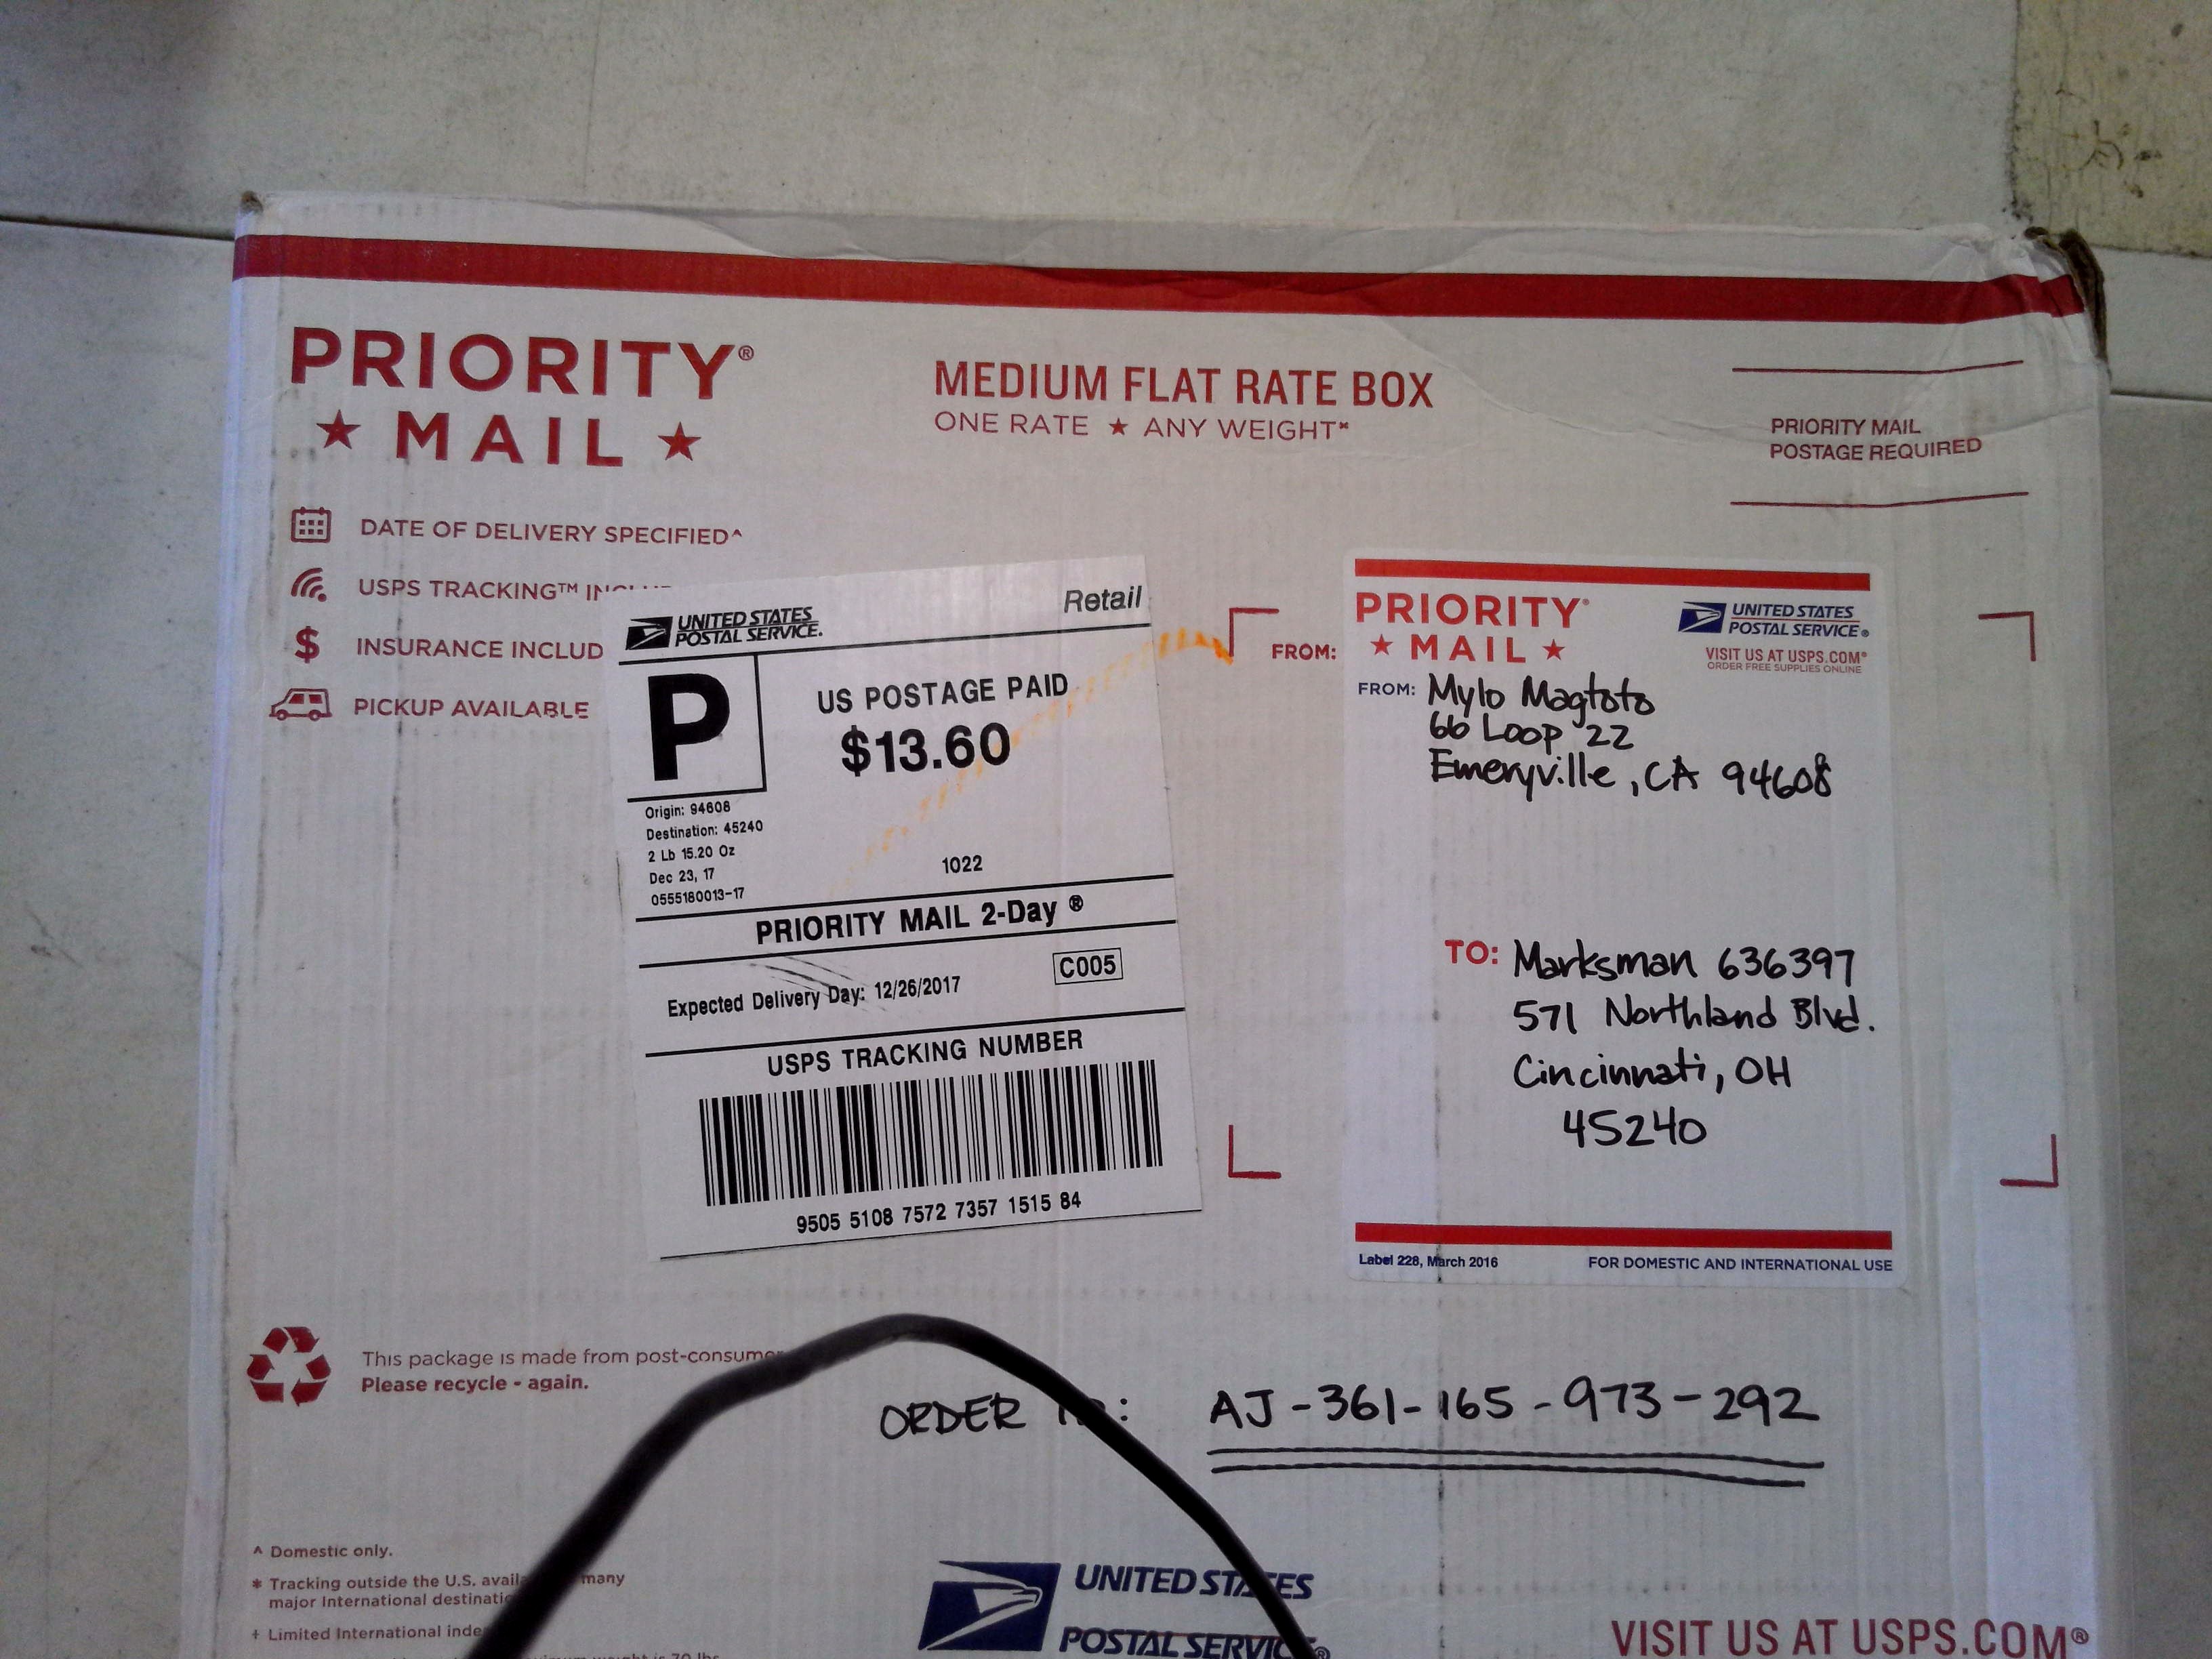 PRIORITY®
★ MAIL ★
MEDIUM FLAT RATE BOX
ONE RATE ★ ANY WEIGHT*
PRIORITY MAIL
POSTAGE REQUIRED
DATE OF DELIVERY SPECIFIED^
USPS TRACKING™
INSURANCE INCLUD
PICKUP AVAILABLE
UNITED STATES
POSTAL SERVICE.
Retail
P
US POSTAGE PAID
$13.60
Origin: 94608
Destination: 45240
2 Lb 15.20 Oz
Dec 23, 17
0555180013-17
1022
PRIORITY MAIL 2-Day ®
Expected Delivery Day: 12/26/2017
C005
USPS TRACKING NUMBER
9505 5108 7572 7357 1515 84
FROM:
PRIORITY®
★ MAIL ★
UNITED STATES
POSTAL SERVICE®
VISIT US AT USPS.COM®
ORDER FREE SUPPLIES ONLINE
FROM: Mylo Magtoto
66 Loop 22
Emeryville, CA 94608
TO: Marksman 636397
571 Northland Blvd.
Cincinnati, OH
45240
Label 228, March 2016
FOR DOMESTIC AND INTERNATIONAL USE
This package is made from post-consumer
Please recycle - again.
ORDER : AJ-361-165-973-292
^ Domestic only.
* Tracking outside the U.S. many
major International
+ Limited International
UNITED STATES
POSTAL SERVICE®
VISIT US AT USPS.COM®